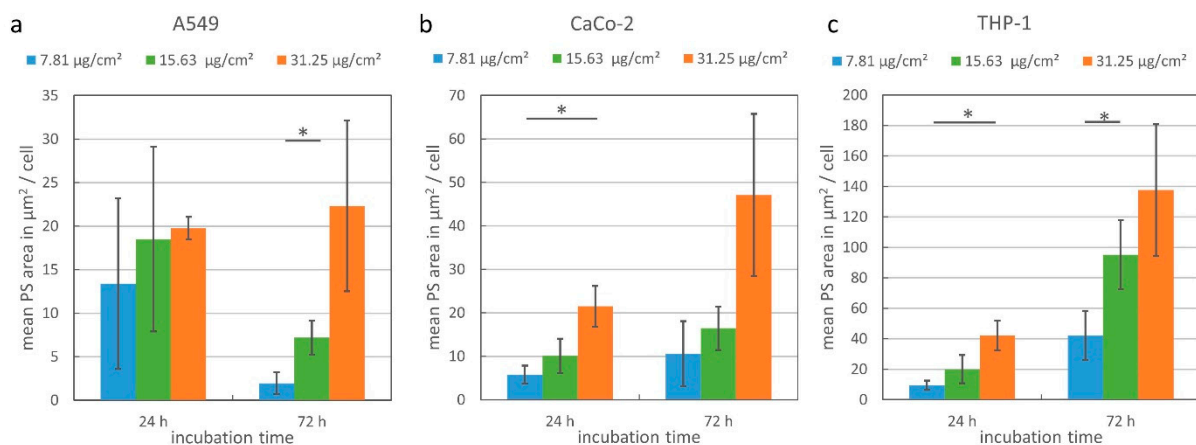 a
A549
7.81 µg/cm²
15.63 µg/cm²
31.25 µg/cm²
mean PS area in µm² / cell
35
30
25
20
15
10
5
0
*
24 h
72 h
incubation time
b
CaCo-2
7.81 µg/cm²
15.63 µg/cm²
31.25 µg/cm²
mean PS area in µm² / cell
70
60
50
40
30
20
10
0
*
24 h
72 h
incubation time
c
THP-1
7.81 µg/cm²
15.63 µg/cm²
31.25 µg/cm²
mean PS area in µm² / cell
200
180
160
140
120
100
80
60
40
20
0
*
*
24 h
72 h
incubation time